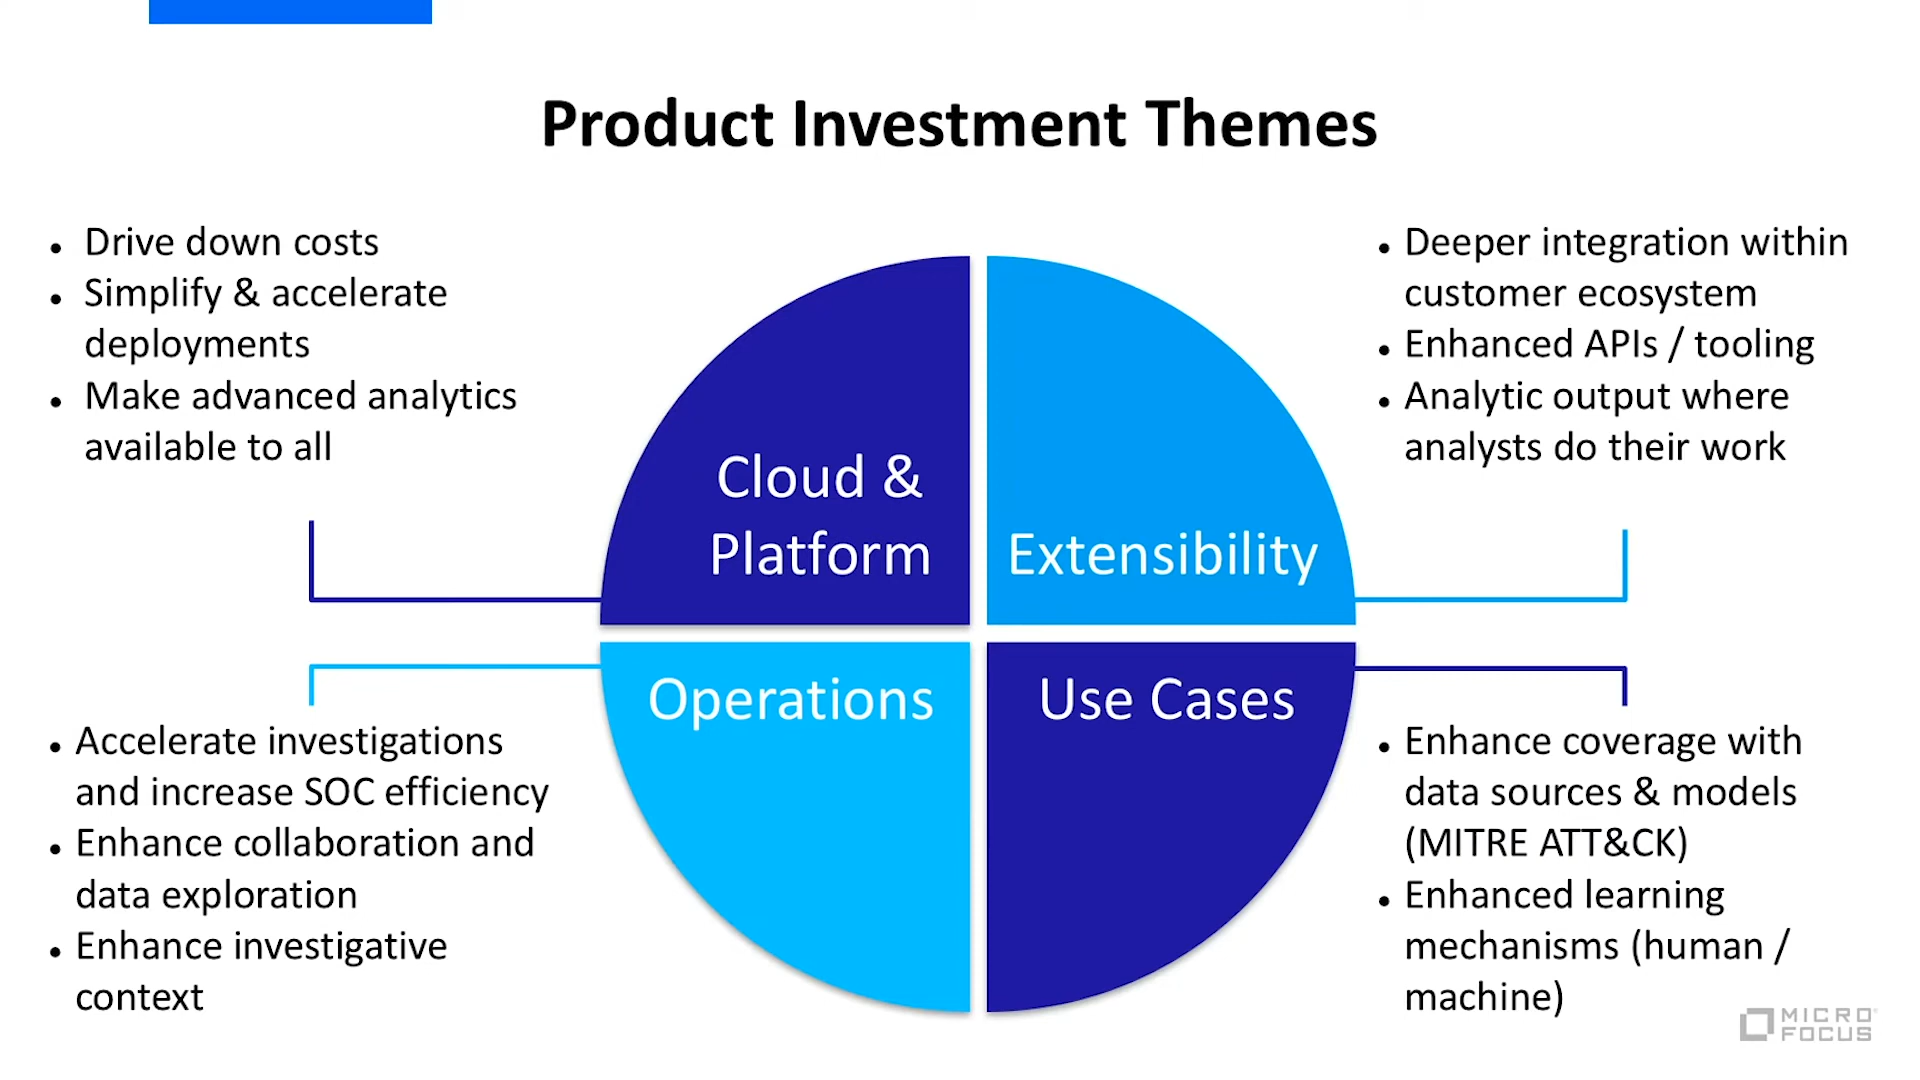 Product Investment Themes
• Drive down costs
• Simplify & accelerate
deployments
• Make advanced analytics
available to all
• Deeper integration within
customer ecosystem
• Enhanced APIs / tooling
• Analytic output where
analysts do their work
Cloud &
Platform
Extensibility
Operations
Use Cases
• Accelerate investigations
and increase SOC efficiency
• Enhance collaboration and
data exploration
• Enhance investigative
context
• Enhance coverage with
data sources & models
(MITRE ATT&CK)
• Enhanced learning
mechanisms (human /
machine)
MICRO
FOCUS